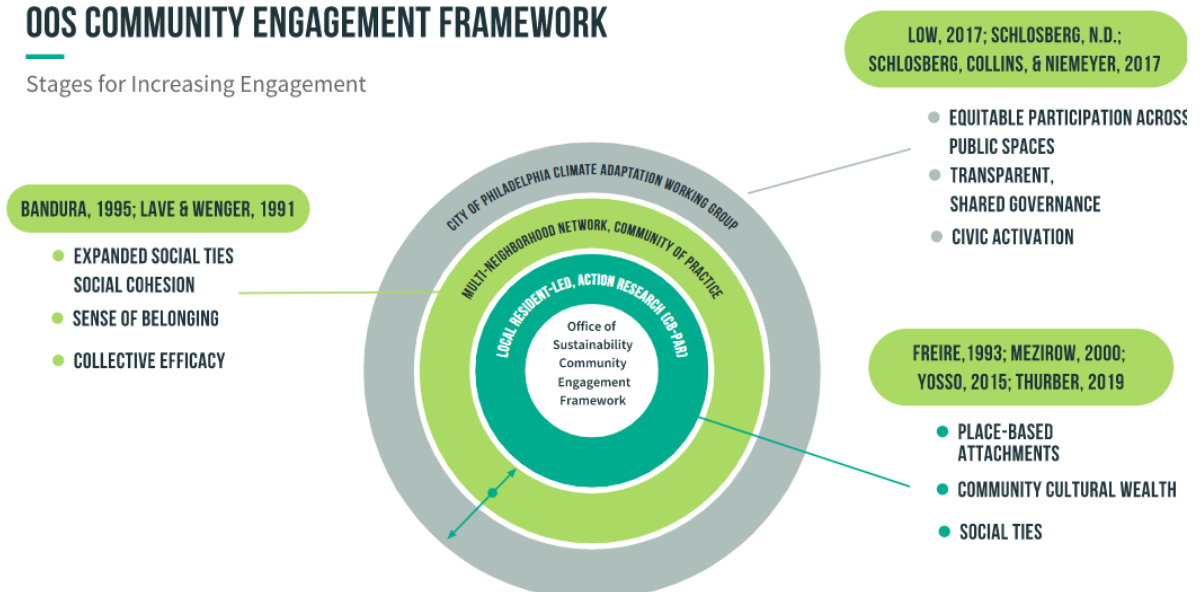 OOS COMMUNITY ENGAGEMENT FRAMEWORK
Stages for Increasing Engagement
LOW, 2017; SCHLOSBERG, N.D.;
SCHLOSBERG, COLLINS, & NIEMEYER, 2017
EQUITABLE PARTICIPATION ACROSS
PUBLIC SPACES
TRANSPARENT,
SHARED GOVERNANCE
CIVIC ACTIVATION
BANDURA, 1995; LAVE & WENGER, 1991
EXPANDED SOCIAL TIES
SOCIAL COHESION
SENSE OF BELONGING
COLLECTIVE EFFICACY
CITY OF PHILADELPHIA CLIMATE ADAPTATION WORKING GROUP
MULTI-NEIGHBORHOOD NETWORK, COMMUNITY OF PRACTICE
LOCAL RESIDENT-LED, ACTION RESEARCH (CB-PAR)
Office of
Sustainability
Community
Engagement
Framework
FREIRE,1993; MEZIROW, 2000;
YOSSO, 2015; THURBER, 2019
PLACE-BASED
ATTACHMENTS
COMMUNITY CULTURAL WEALTH
SOCIAL TIES